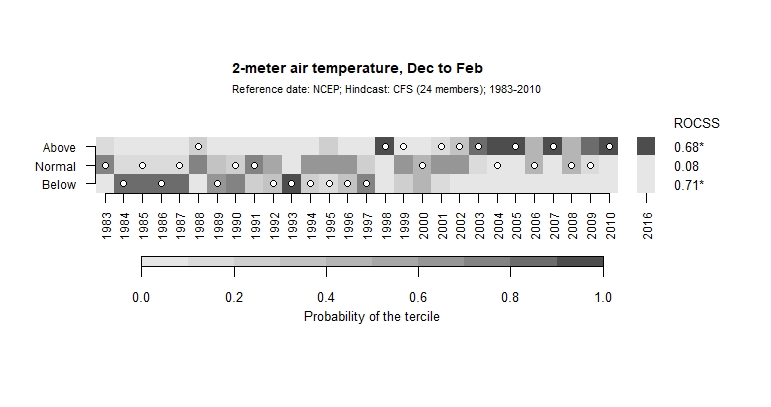 2-meter air temperature, Dec to Feb
Reference date: NCEP; Hindcast: CFS (24 members); 1983-2010
ROCSS
Above 0.68*
Normal 0.08
Below 0.71*
1983 1984 1985 1986 1987 1988 1989 1990 1991 1992 1993 1994 1995 1996 1997 1998 1999 2000 2001 2002 2003 2004 2005 2006 2007 2008 2009 2010 2016
0.0 0.2 0.4 0.6 0.8 1.0
Probability of the tercile